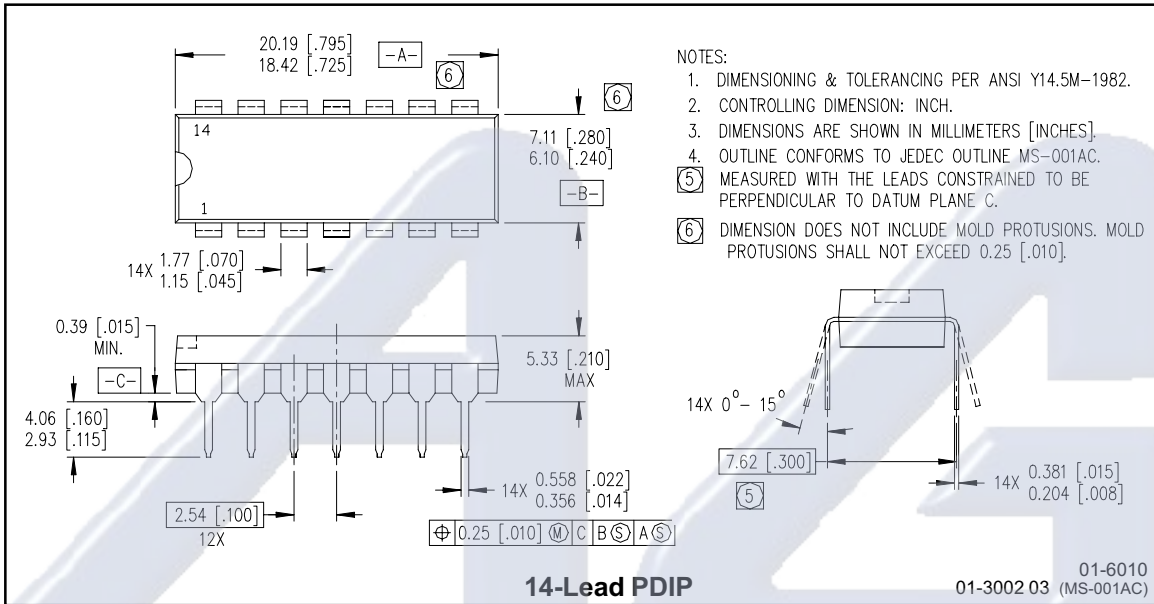 20.19 [.795]
18.42 [.725]
-A-
6
6
14
1
7.11 [.280]
6.10 [.240]
-B-
14X 1.77 [.070]
1.15 [.045]
NOTES:
1. DIMENSIONING & TOLERANCING PER ANSI Y14.5M-1982.
2. CONTROLLING DIMENSION: INCH.
3. DIMENSIONS ARE SHOWN IN MILLIMETERS [INCHES].
4. OUTLINE CONFORMS TO JEDEC OUTLINE MS-001AC.
5 MEASURED WITH THE LEADS CONSTRAINED TO BE
PERPENDICULAR TO DATUM PLANE C.
6 DIMENSION DOES NOT INCLUDE MOLD PROTUSIONS. MOLD
PROTUSIONS SHALL NOT EXCEED 0.25 [.010].
0.39 [.015]
MIN.
-C-
4.06 [.160]
2.93 [.115]
5.33 [.210]
MAX
2.54 [.100]
12X
14X 0.558 [.022]
0.356 [.014]
⌖ 0.25 [.010] Ⓜ C B Ⓢ A Ⓢ
14X 0°- 15°
7.62 [.300]
5
14X 0.381 [.015]
0.204 [.008]
14-Lead PDIP
01-6010
01-3002 03 (MS-001AC)